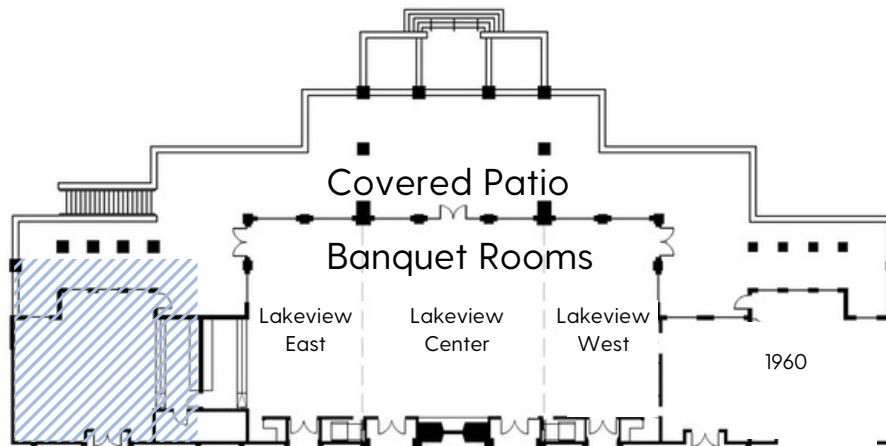 Covered Patio
Banquet Rooms
Lakeview
East
Lakeview
Center
Lakeview
West
1960